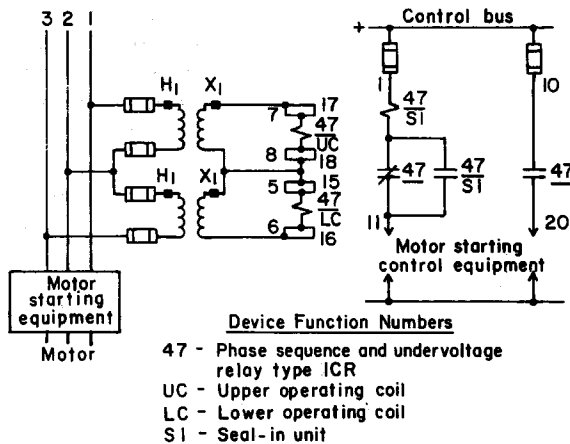 3 2 1
Control bus
+
H1 X1
7 17
47
UC
8 18
H1 X1
5 15
47
LC
6 16
1 10
47
SI
47 47
SI
47
11 20
Motor starting
control equipment
Motor
starting
equipment
Motor
Device Function Numbers
47 - Phase sequence and undervoltage
relay type ICR
UC - Upper operating coil
LC - Lower operating coil
SI - Seal-in unit